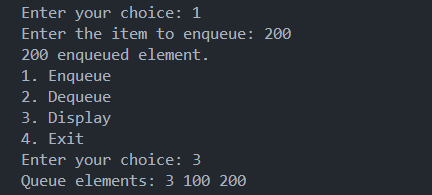 Enter your choice: 1
Enter the item to enqueue: 200
200 enqueued element.
1. Enqueue
2. Dequeue
3. Display
4. Exit
Enter your choice: 3
Queue elements: 3 100 200